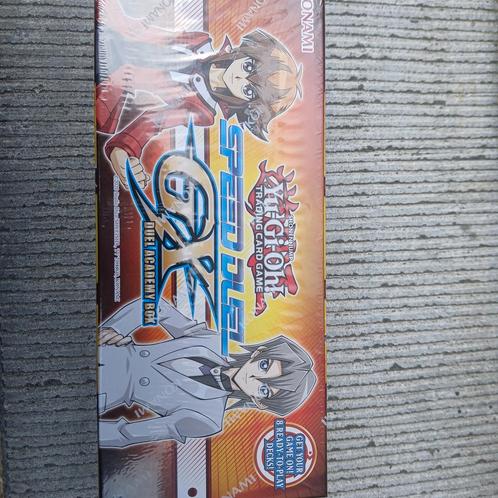 KONAMI
Yu-Gi-Oh!
TRADING CARD GAME
SPEED DUEL
GX
DUEL ACADEMY BOX
GET YOUR
GAME ON!
8 READY-TO-PLAY
DECKS!